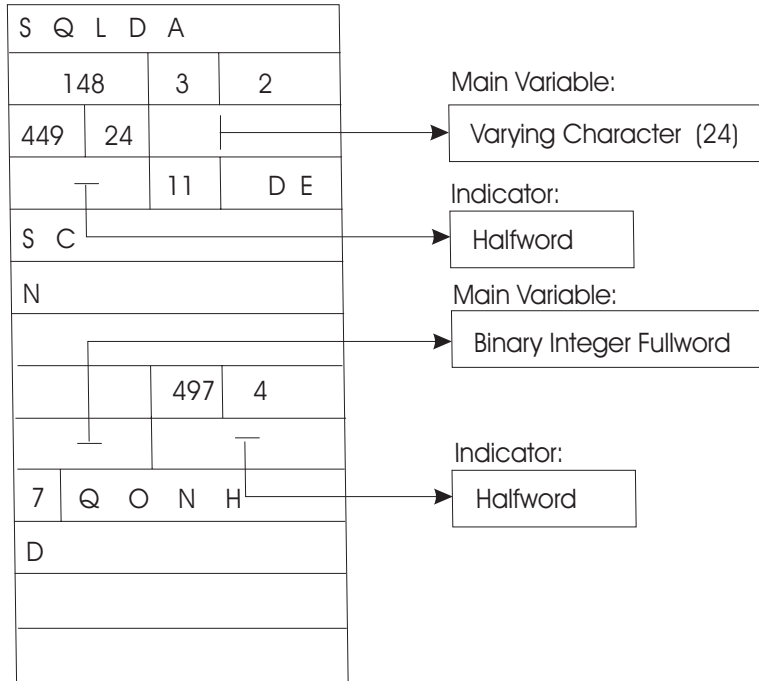 S Q L D A
148 3 2
449 24
11 D E
S C
N
497 4
7 Q O N H
D
Main Variable:
Varying Character (24)
Indicator:
Halfword
Main Variable:
Binary Integer Fullword
Indicator:
Halfword